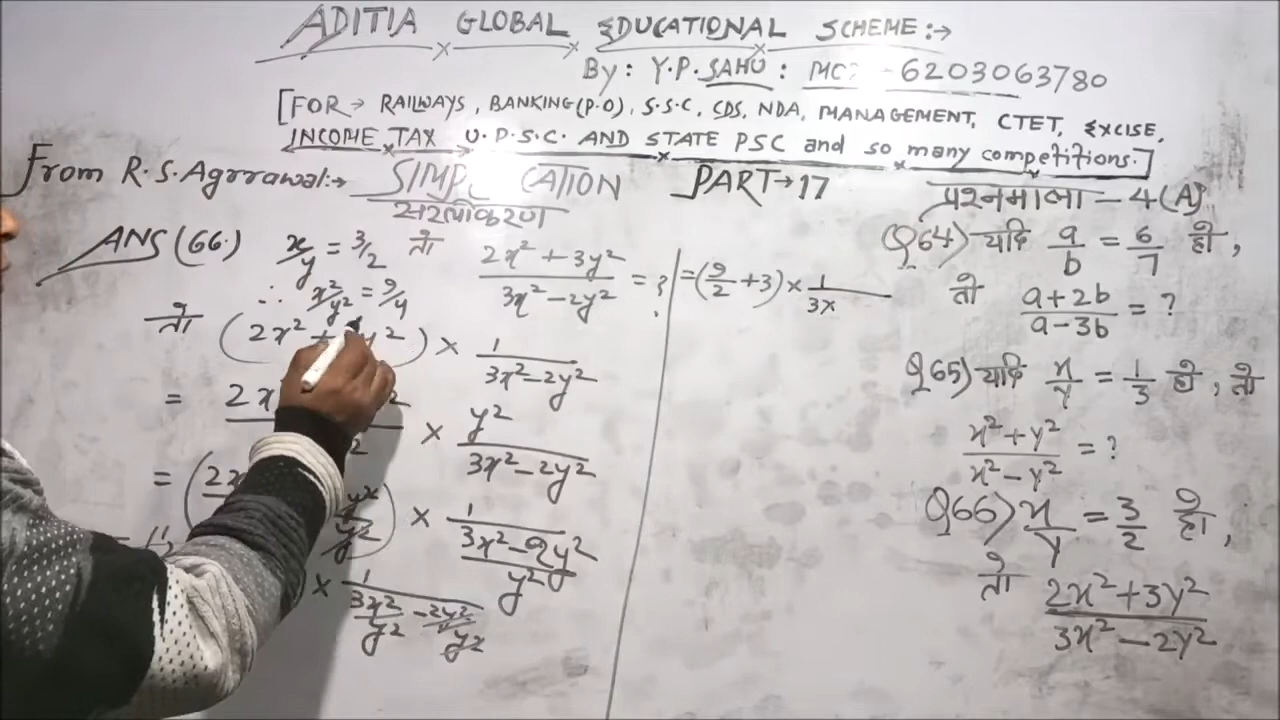 ADITIA GLOBAL EDUCATIONAL SCHEME:→
By: Y.P. SAHU: - 6203063780
[FOR → RAILWAYS, BANKING(P.O), S.S.C, CDS, NDA, MANAGEMENT, CTET, EXCISE,
INCOME TAX U.P.S.C. AND STATE PSC and so many competitions.]
From R.S. Agrrawal:→ PART→17
सरलीकरण
प्रश्नमाला - 4(A)
ANS (66.) x/y = 3/2 तो (2x² + 3y²)/(3x² - 2y²) = ?
∴ x²/y² = 9/4
तो (2x² + y²) × 1/(3x² - 2y²)
= × y²/(3x² - 2y²)
= × 1/((3x² - 2y²)/y²)
× 1/(3x²/y² - 2y²/y²)
= (9/2 + 3) × 1/3x
Q64) यदि a/b = 6/7 हो,
तो (a + 2b)/(a - 3b) = ?
Q65) यदि x/y = 1/3 हो, तो
(x² + y²)/(x² - y²) = ?
Q66) x/y = 3/2 हो,
तो (2x² + 3y²)/(3x² - 2y²)